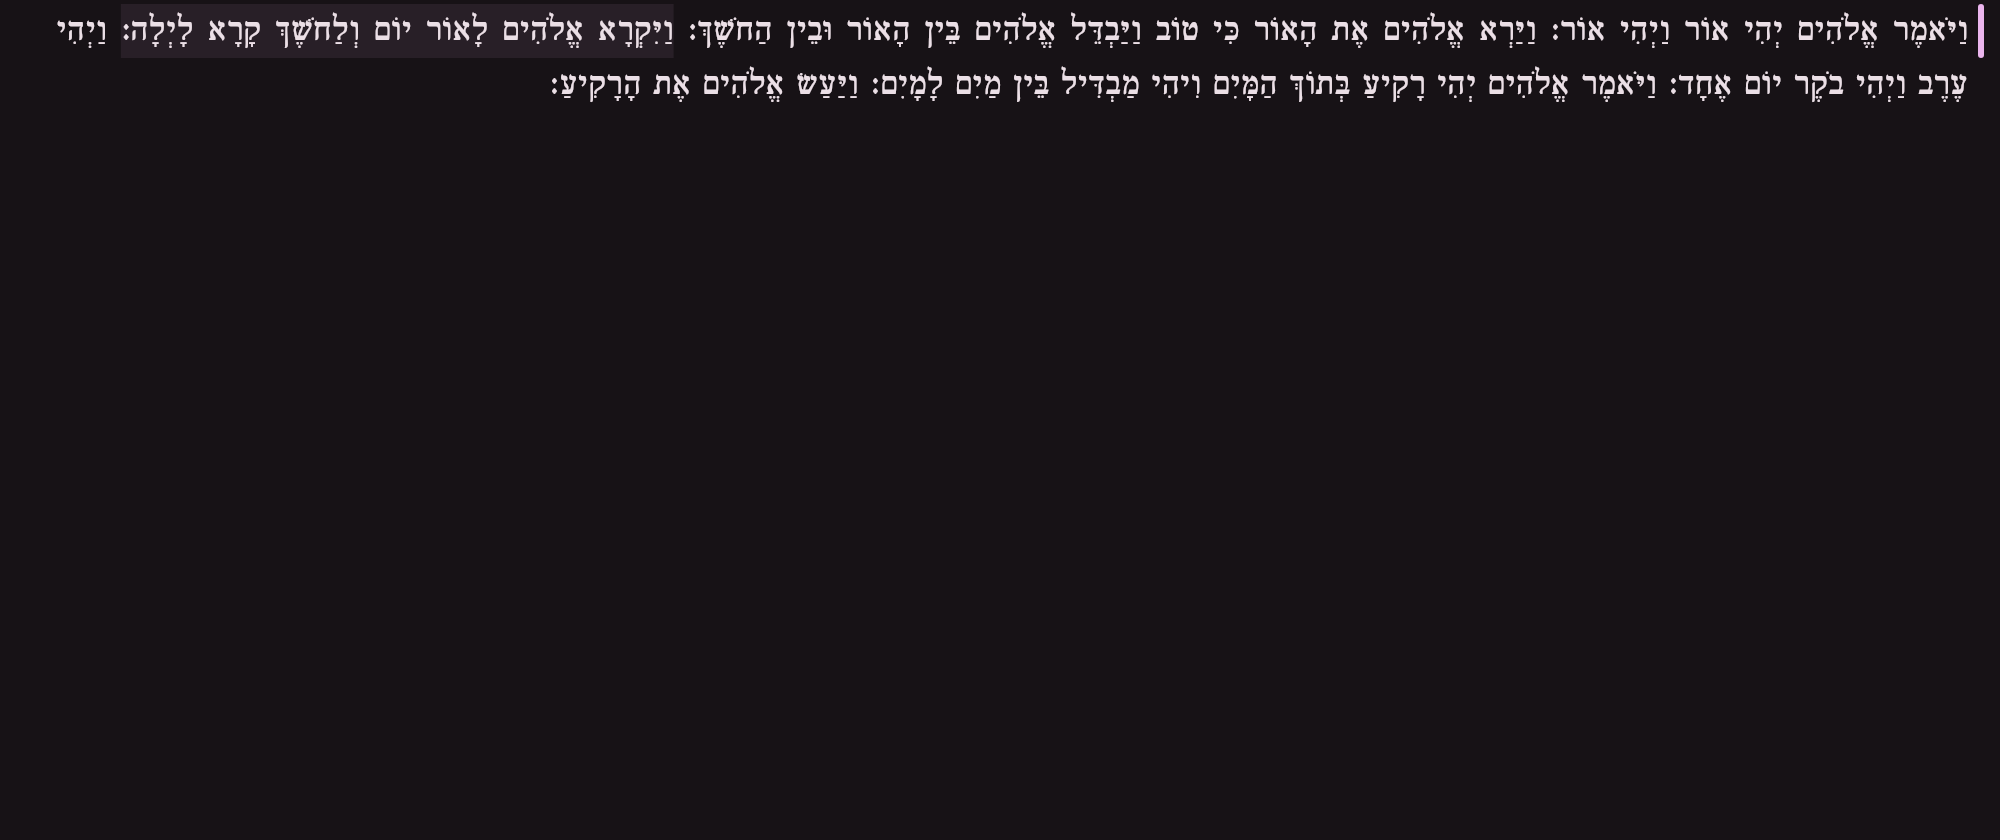 וַיֹּאמֶר אֱלֹהִים יְהִי אוֹר וַיְהִי אוֹר: וַיַּרְא אֱלֹהִים אֶת הָאוֹר כִּי טוֹב וַיַּבְדֵּל אֱלֹהִים בֵּין הָאוֹר וּבֵין הַחֹשֶׁךְ: וַיִּקְרָא אֱלֹהִים לָאוֹר יוֹם וְלַחֹשֶׁךְ קָרָא לָיְלָה: וַיְהִי
עֶרֶב וַיְהִי בֹקֶר יוֹם אֶחָד: וַיֹּאמֶר אֱלֹהִים יְהִי רָקִיעַ בְּתוֹךְ הַמָּיִם וִיהִי מַבְדִּיל בֵּין מַיִם לָמָיִם: וַיַּעַשׂ אֱלֹהִים אֶת הָרָקִיעַ: